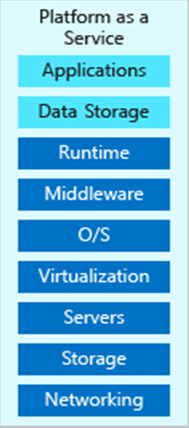 Platform as a
Service
Applications
Data Storage
Runtime
Middleware
O/S
Virtualization
Servers
Storage
Networking